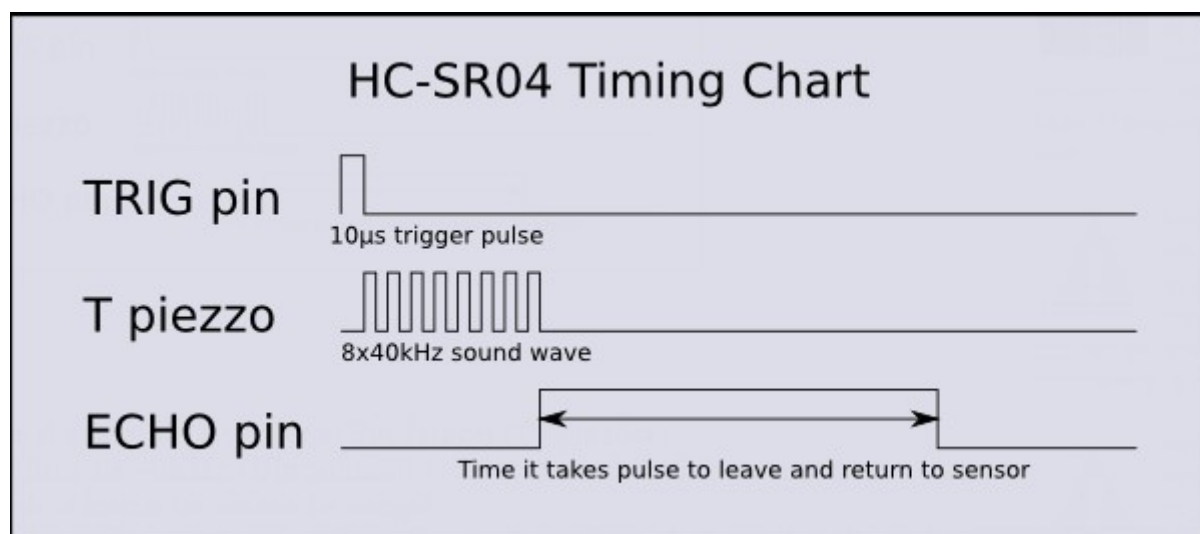 HC-SR04 Timing Chart
TRIG pin
10µs trigger pulse
T piezzo
8x40kHz sound wave
ECHO pin
Time it takes pulse to leave and return to sensor